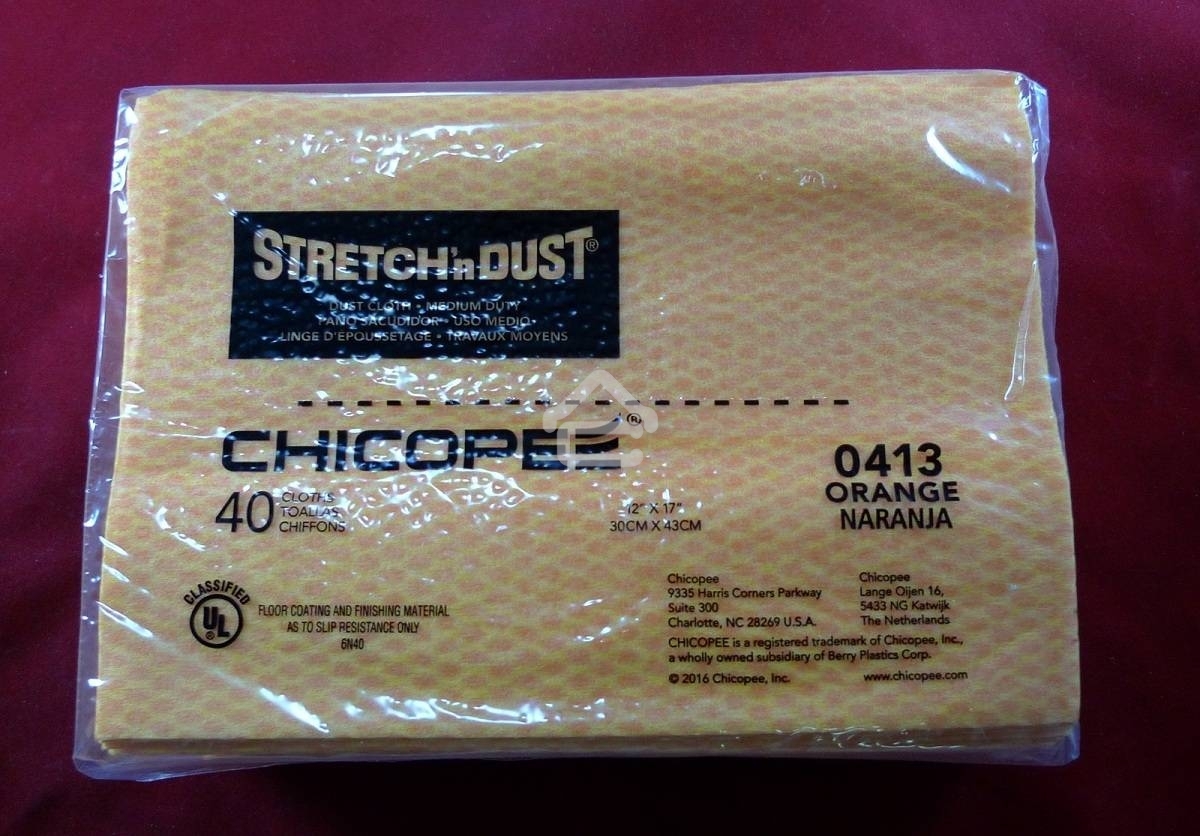 STRETCH'n DUST®
DUST CLOTH • MEDIUM DUTY
PAÑO SACUDIDOR • USO MEDIO
LINGE D'EPOUSSETAGE • TRAVAUX MOYENS
CHICOPEE®
40 CLOTHS
TOALLAS
CHIFFONS
12" X 17"
30CM X 43CM
0413
ORANGE
NARANJA
CLASSIFIED
UL®
FLOOR COATING AND FINISHING MATERIAL
AS TO SLIP RESISTANCE ONLY
6N40
Chicopee
9335 Harris Corners Parkway
Suite 300
Charlotte, NC 28269 U.S.A.
Chicopee
Lange Oijen 16,
5433 NG Katwijk
The Netherlands
CHICOPEE is a registered trademark of Chicopee, Inc.,
a wholly owned subsidiary of Berry Plastics Corp.
© 2016 Chicopee, Inc.
www.chicopee.com